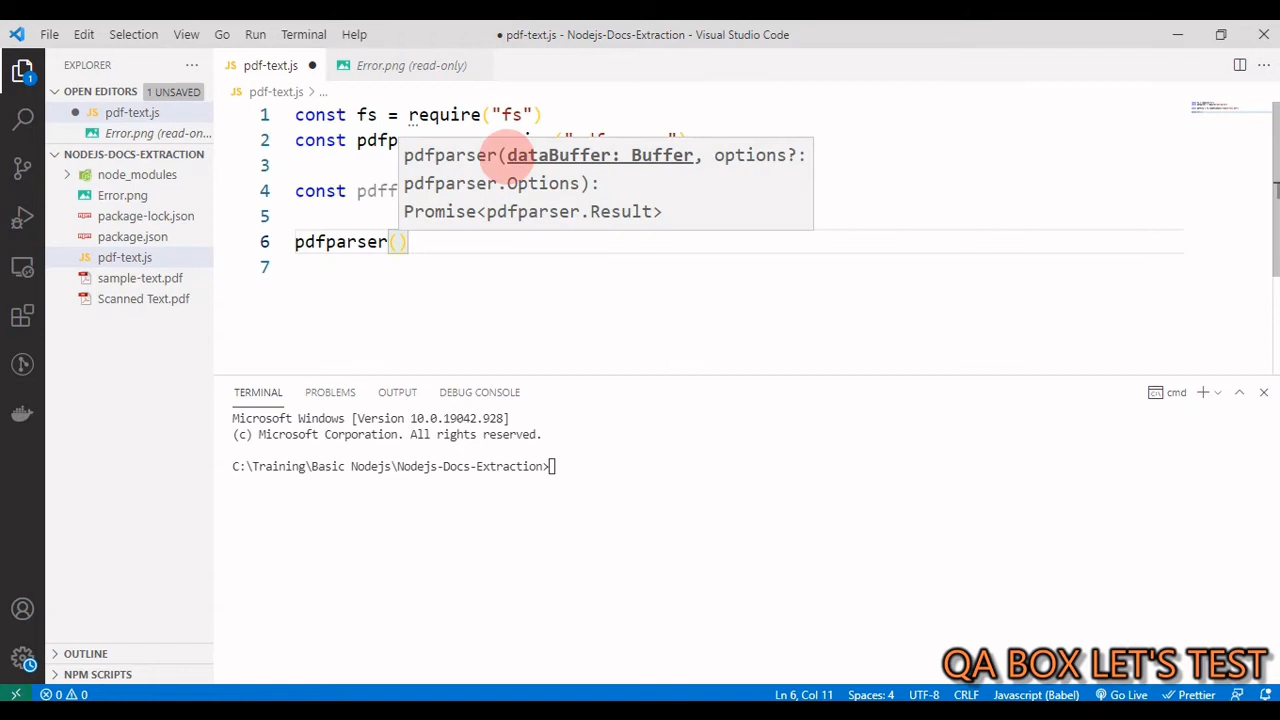 File Edit Selection View Go Run Terminal Help
● pdf-text.js - Nodejs-Docs-Extraction - Visual Studio Code
EXPLORER
OPEN EDITORS 1 UNSAVED
JS pdf-text.js
Error.png (read-on...
NODEJS-DOCS-EXTRACTION
node_modules
Error.png
package-lock.json
package.json
JS pdf-text.js
sample-text.pdf
Scanned Text.pdf
OUTLINE
NPM SCRIPTS
JS pdf-text.js ● Error.png (read-only)
JS pdf-text.js > ...
1 const fs = require("fs")
2 const pdfp
3
4 const pdff
5
6 pdfparser()
7
pdfparser(dataBuffer: Buffer, options?:
pdfparser.Options):
Promise<pdfparser.Result>
TERMINAL PROBLEMS OUTPUT DEBUG CONSOLE
cmd
Microsoft Windows [Version 10.0.19042.928]
(c) Microsoft Corporation. All rights reserved.
C:\Training\Basic Nodejs\Nodejs-Docs-Extraction>
QA BOX LET'S TEST
0 0 Ln 6, Col 11 Spaces: 4 UTF-8 CRLF Javascript (Babel) Go Live Prettier
1